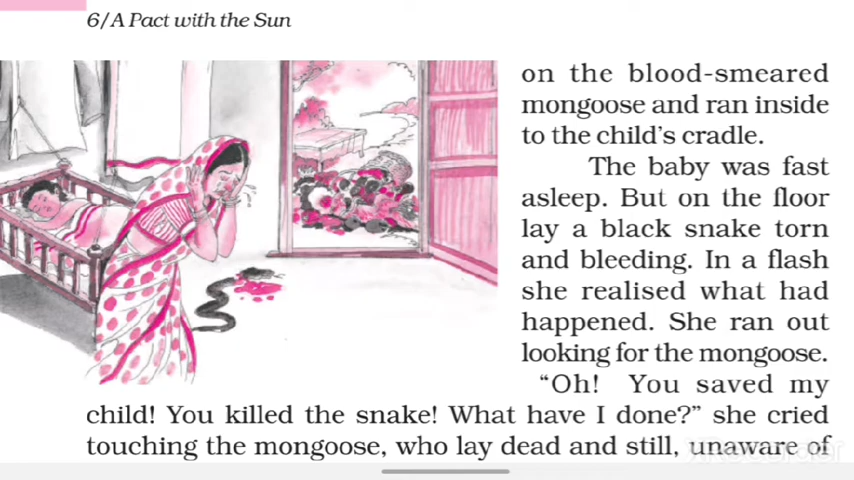 6/A Pact with the Sun
on the blood-smeared
mongoose and ran inside
to the child's cradle.
The baby was fast
asleep. But on the floor
lay a black snake torn
and bleeding. In a flash
she realised what had
happened. She ran out
looking for the mongoose.
"Oh! You saved my
child! You killed the snake! What have I done?" she cried
touching the mongoose, who lay dead and still, unaware of